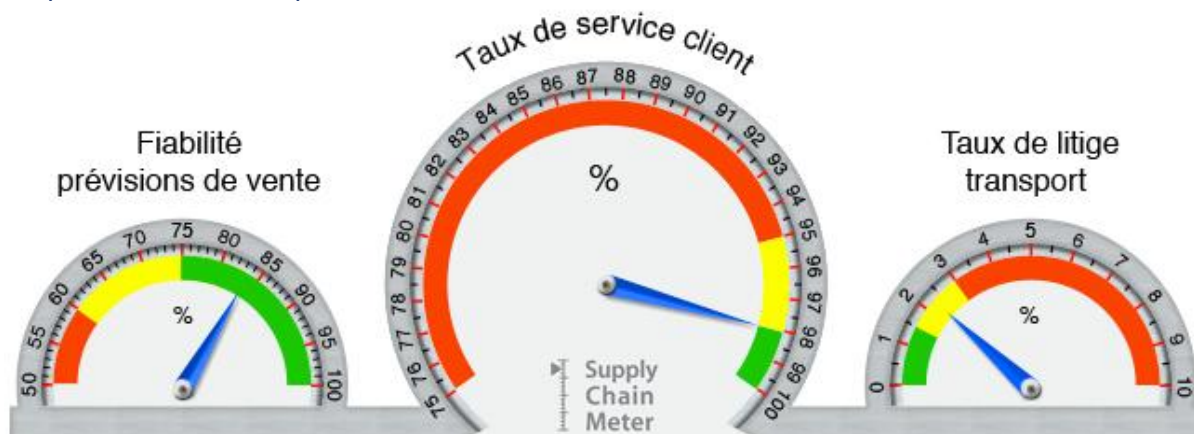 Taux de service client
Fiabilité
prévisions de vente
Taux de litige
transport
50 55 60 65 70 75 80 85 90 95 100
%
75 76 77 78 79 80 81 82 83 84 85 86 87 88 89 90 91 92 93 94 95 96 97 98 99 100
%
0 1 2 3 4 5 6 7 8 9 10
%
Supply
Chain
Meter